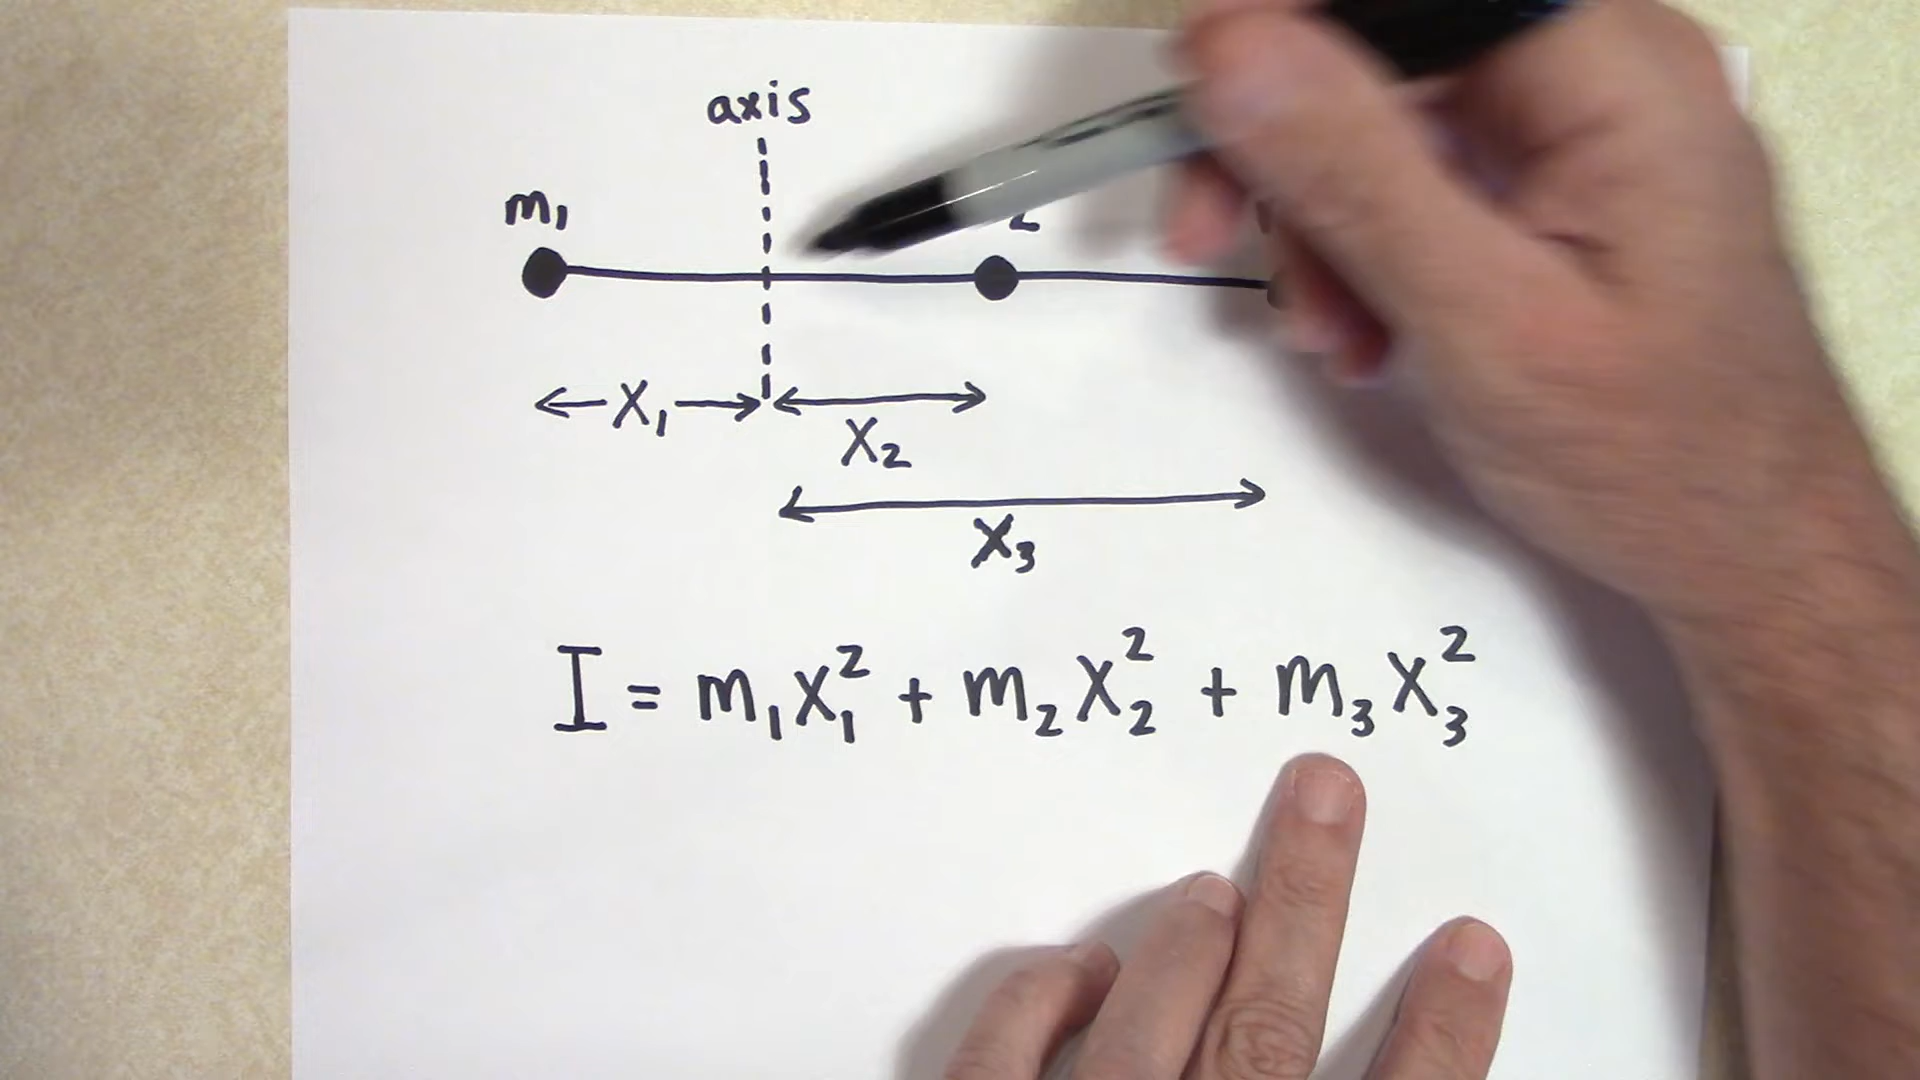 axis
m₁
X₁
X₂
X₃
I = m₁X₁² + m₂X₂² + m₃X₃²